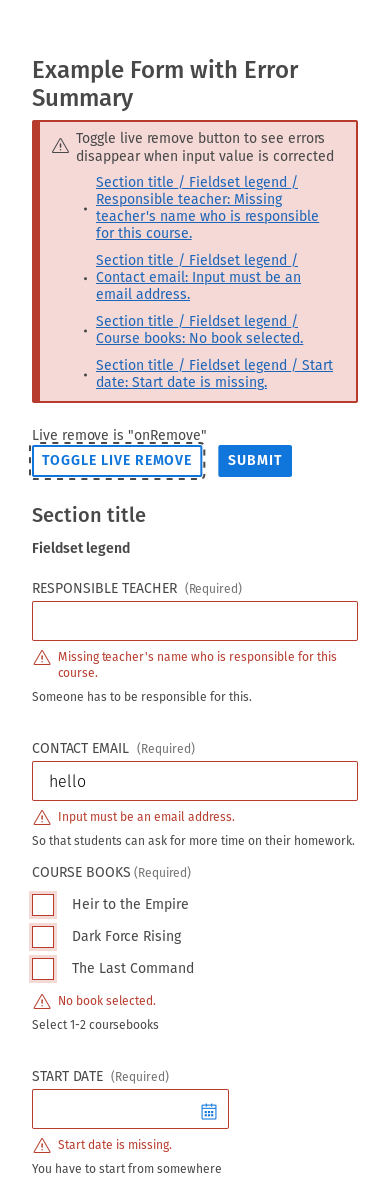 Example Form with Error
Summary
Toggle live remove button to see errors
disappear when input value is corrected
Section title / Fieldset legend /
Responsible teacher: Missing
teacher's name who is responsible
for this course.
Section title / Fieldset legend /
Contact email: Input must be an
email address.
Section title / Fieldset legend /
Course books: No book selected.
Section title / Fieldset legend / Start
date: Start date is missing.
Live remove is "onRemove"
TOGGLE LIVE REMOVE SUBMIT
Section title
Fieldset legend
RESPONSIBLE TEACHER (Required)
Missing teacher's name who is responsible for this
course.
Someone has to be responsible for this.
CONTACT EMAIL (Required)
hello
Input must be an email address.
So that students can ask for more time on their homework.
COURSE BOOKS (Required)
Heir to the Empire
Dark Force Rising
The Last Command
No book selected.
Select 1-2 coursebooks
START DATE (Required)
Start date is missing.
You have to start from somewhere